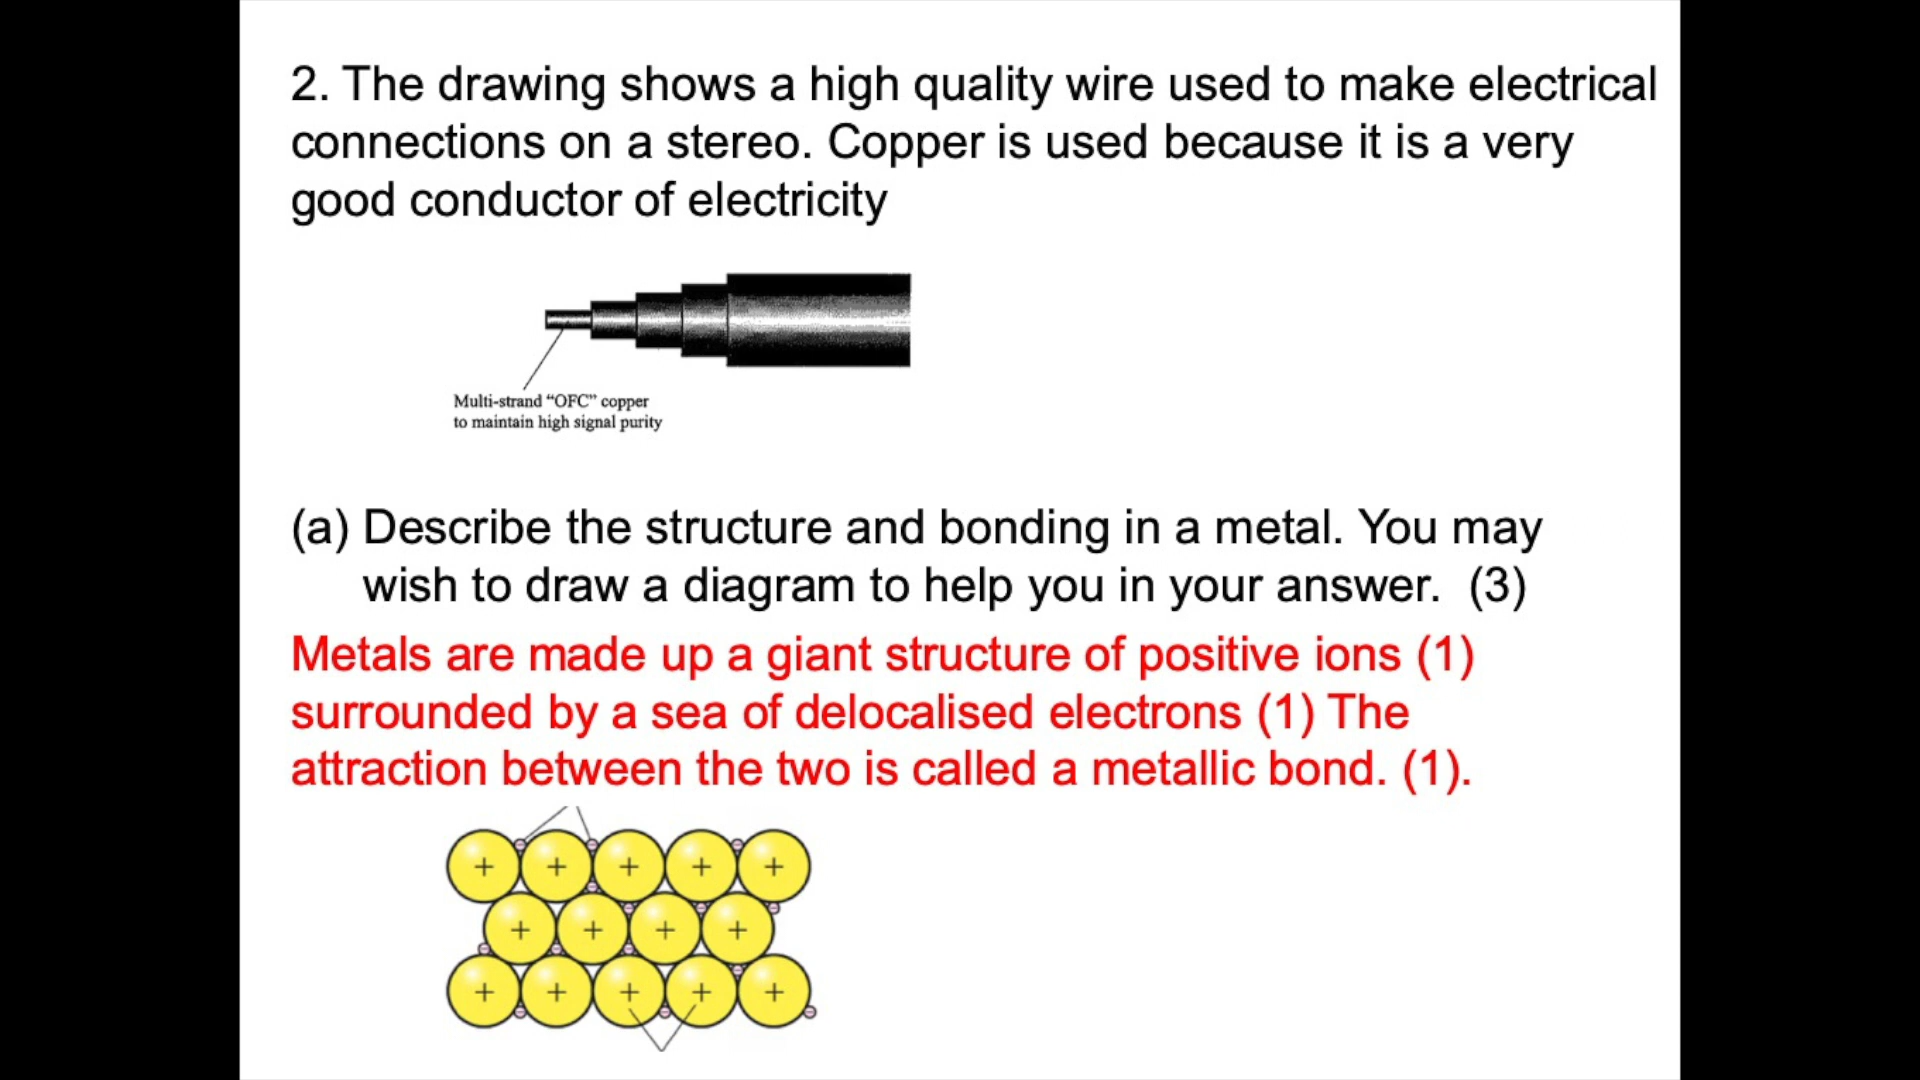 2. The drawing shows a high quality wire used to make electrical
connections on a stereo. Copper is used because it is a very
good conductor of electricity
Multi-strand “OFC” copper
to maintain high signal purity
(a) Describe the structure and bonding in a metal. You may
wish to draw a diagram to help you in your answer. (3)
Metals are made up a giant structure of positive ions (1)
surrounded by a sea of delocalised electrons (1) The
attraction between the two is called a metallic bond. (1).
+ + + + +
+ + + +
+ + + + +